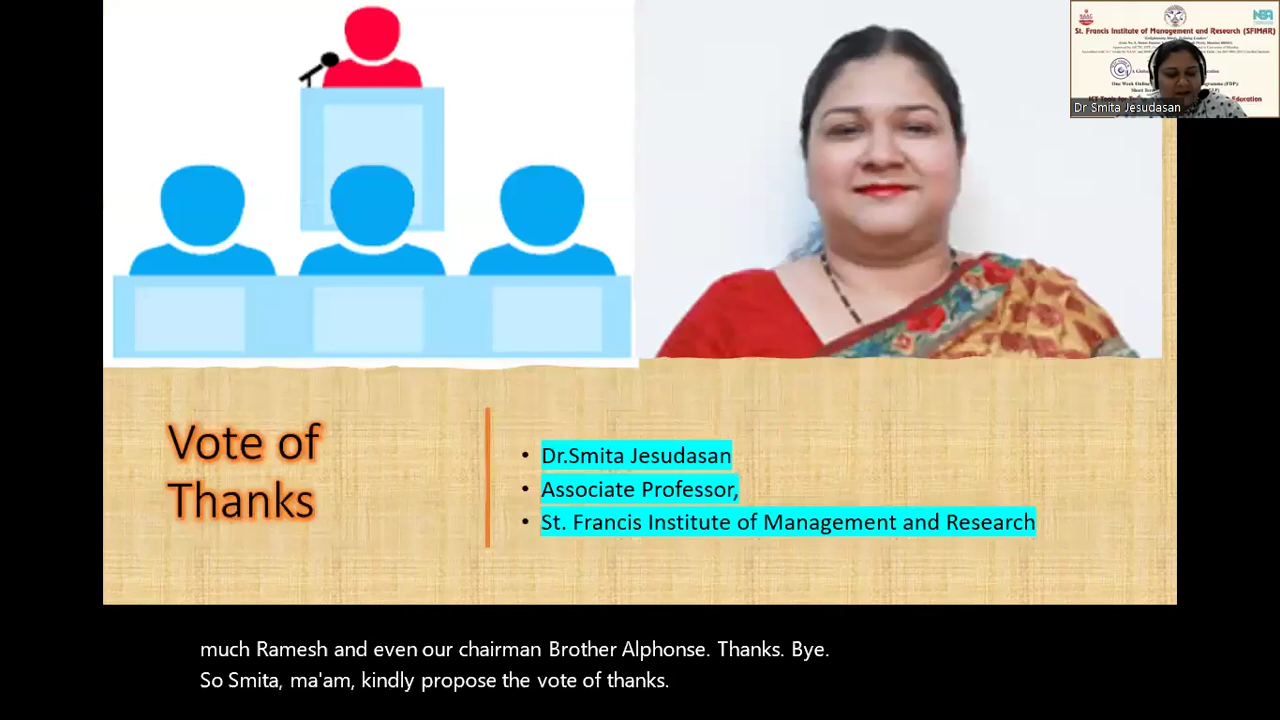 St. Francis Institute of Management and Research (SFIMAR)
Dr Smita Jesudasan
Education
Vote of
Thanks
• Dr.Smita Jesudasan
• Associate Professor,
• St. Francis Institute of Management and Research
much Ramesh and even our chairman Brother Alphonse. Thanks. Bye.
So Smita, ma'am, kindly propose the vote of thanks.